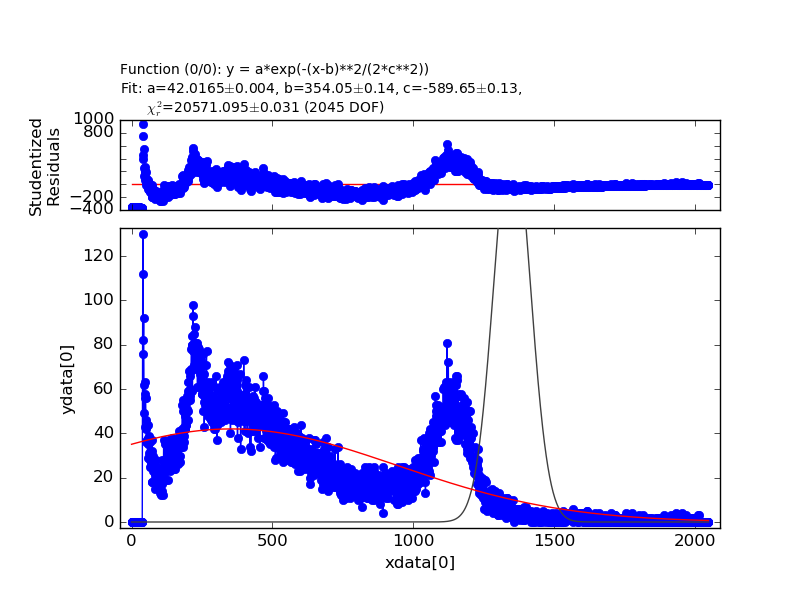 Function (0/0): y = a*exp(-(x-b)**2/(2*c**2))
Fit: a=42.0165±0.004, b=354.05±0.14, c=-589.65±0.13,
χ²ᵣ=20571.095±0.031 (2045 DOF)
Studentized
Residuals
1000
800
−200
−400
ydata[0]
120
100
80
60
40
20
0
0 500 1000 1500 2000
xdata[0]